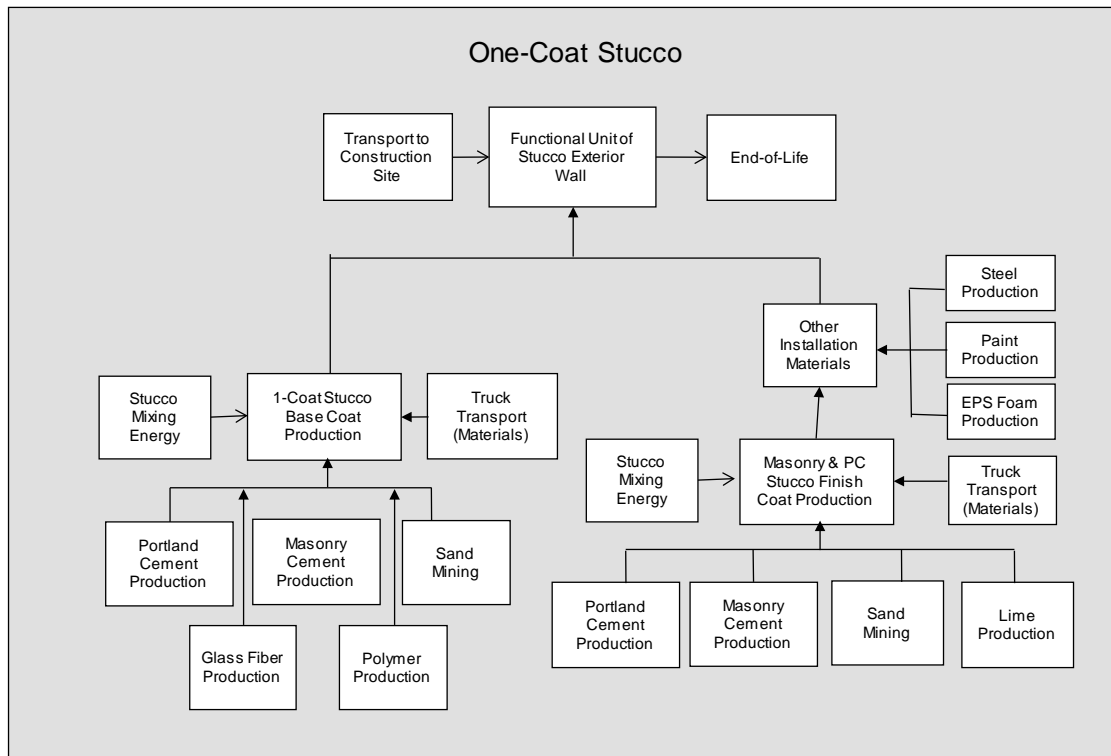 One-Coat Stucco
Transport to
Construction
Site
Functional Unit of
Stucco Exterior
Wall
End-of-Life
Steel
Production
Other
Installation
Materials
Paint
Production
EPS Foam
Production
Stucco
Mixing
Energy
1-Coat Stucco
Base Coat
Production
Truck
Transport
(Materials)
Stucco
Mixing
Energy
Masonry & PC
Stucco Finish
Coat Production
Truck
Transport
(Materials)
Portland
Cement
Production
Masonry
Cement
Production
Sand
Mining
Glass Fiber
Production
Polymer
Production
Portland
Cement
Production
Masonry
Cement
Production
Sand
Mining
Lime
Production